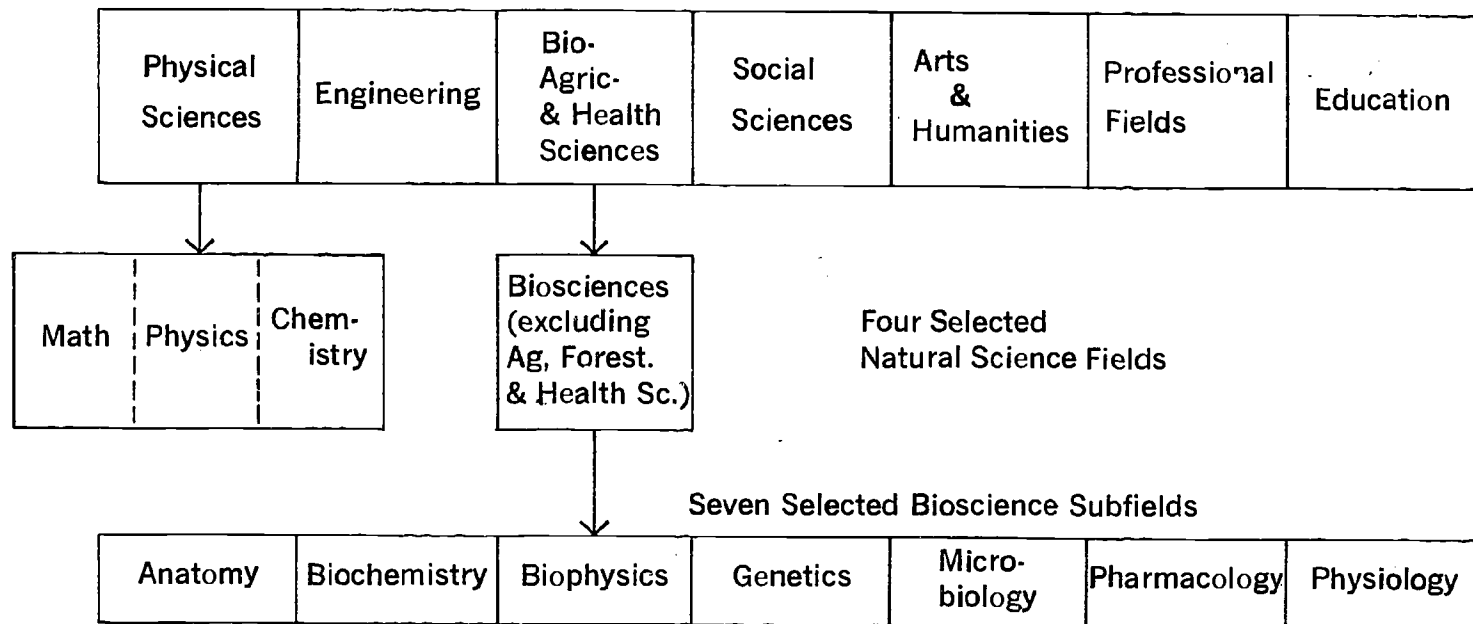 Physical
Sciences
Engineering
Bio-
Agric-
& Health
Sciences
Social
Sciences
Arts
&
Humanities
Professional
Fields
Education
Math
Physics
Chem-
istry
Biosciences
(excluding
Ag, Forest.
& Health Sc.)
Four Selected
Natural Science Fields
Seven Selected Bioscience Subfields
Anatomy
Biochemistry
Biophysics
Genetics
Micro-
biology
Pharmacology
Physiology